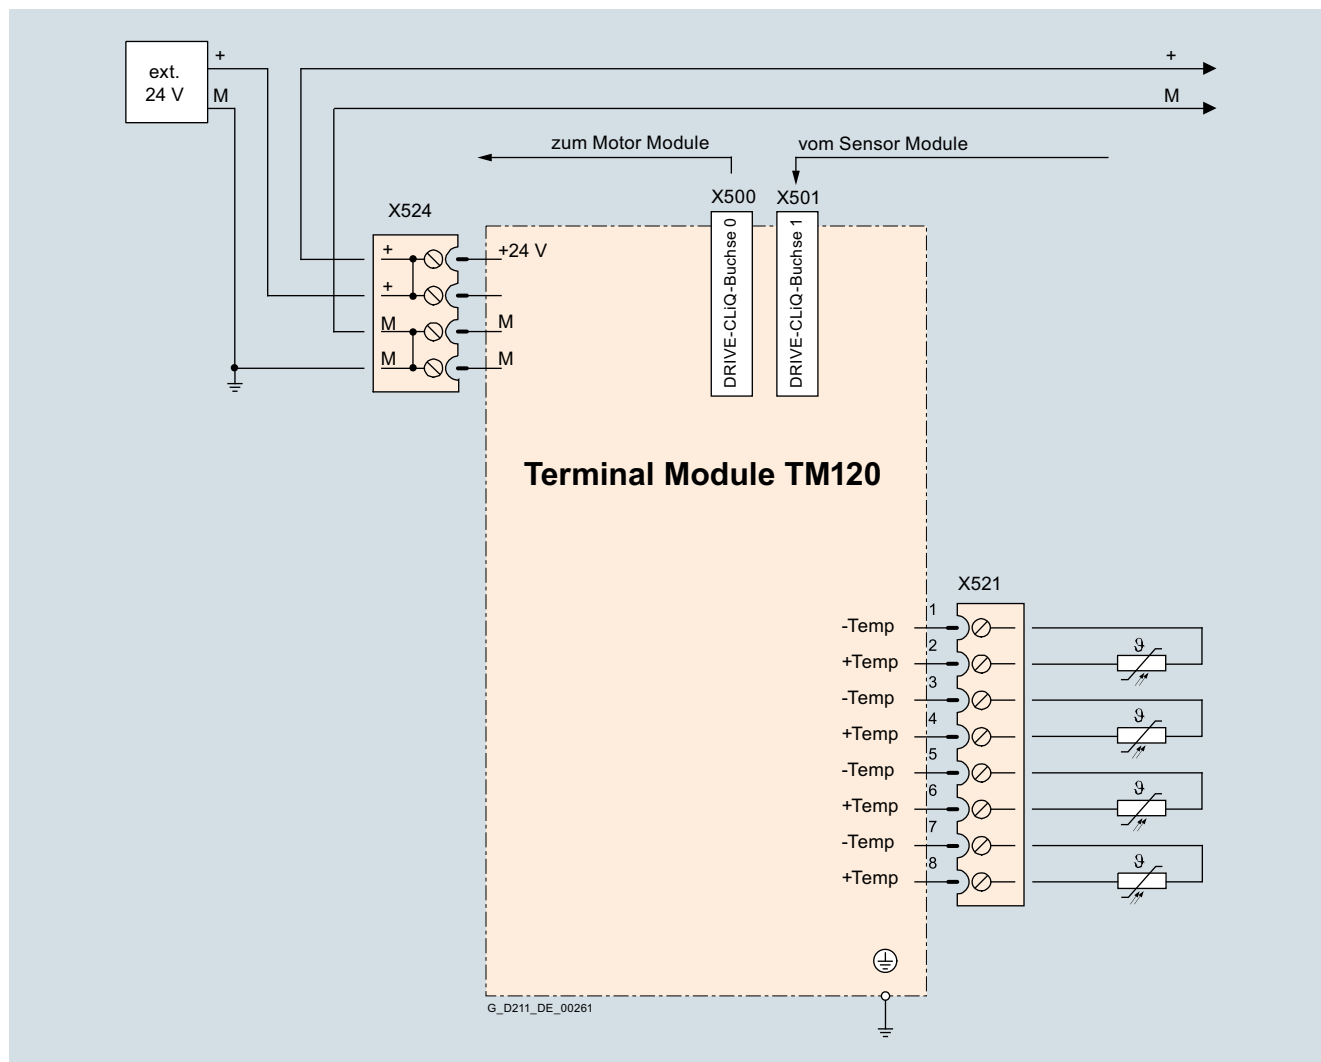 ext.
24 V
+
M
+
M
zum Motor Module
vom Sensor Module
X500
X501
X524
DRIVE-CLiQ-Buchse 0
DRIVE-CLiQ-Buchse 1
+
+24 V
+
M
M
M
M
Terminal Module TM120
X521
-Temp
1
+Temp
2
ϑ
-Temp
3
+Temp
4
ϑ
-Temp
5
+Temp
6
ϑ
-Temp
7
+Temp
8
ϑ
G_D211_DE_00261